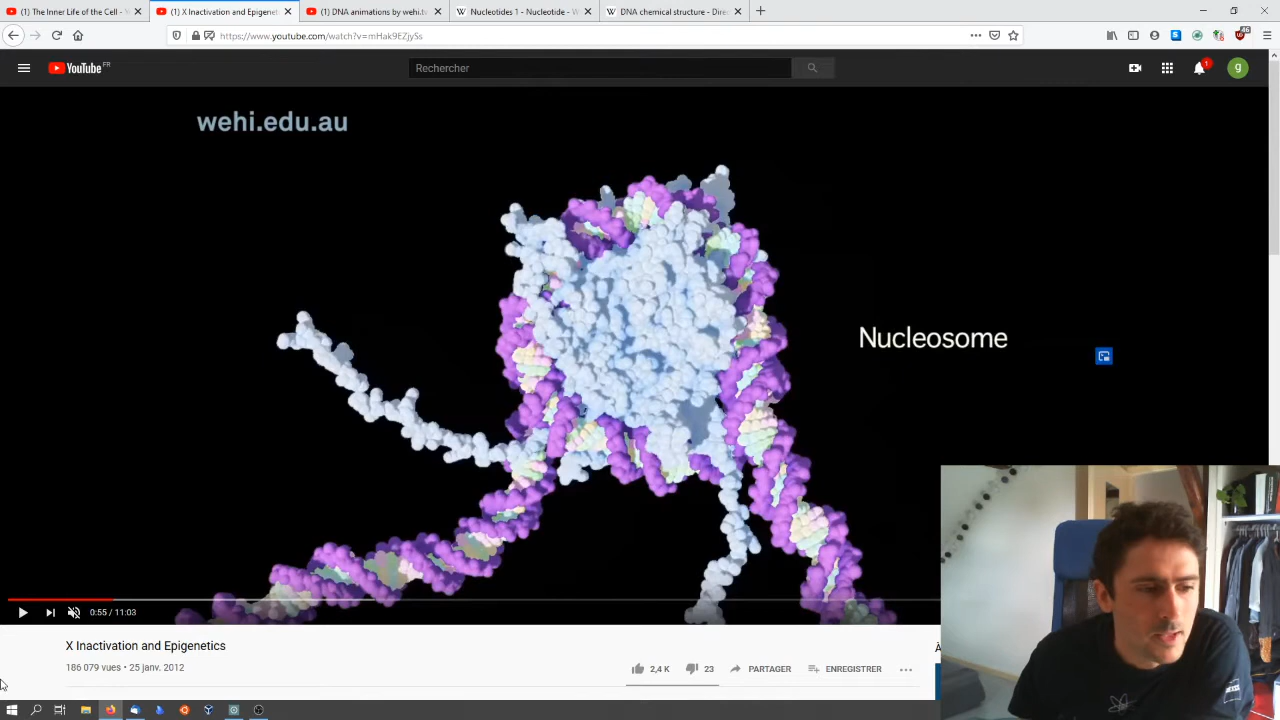 (1) The Inner Life of the Cell - Y
(1) X Inactivation and Epigenet
(1) DNA animations by wehi.tv
Nucleotides 1 - Nucleotide - W
DNA chemical structure - Dire
https://www.youtube.com/watch?v=mHak9EZjySs
46
YouTube FR
Rechercher
1
g
wehi.edu.au
Nucleosome
0:55 / 11:03
X Inactivation and Epigenetics
186 079 vues • 25 janv. 2012
2,4 K
23
PARTAGER
ENREGISTRER